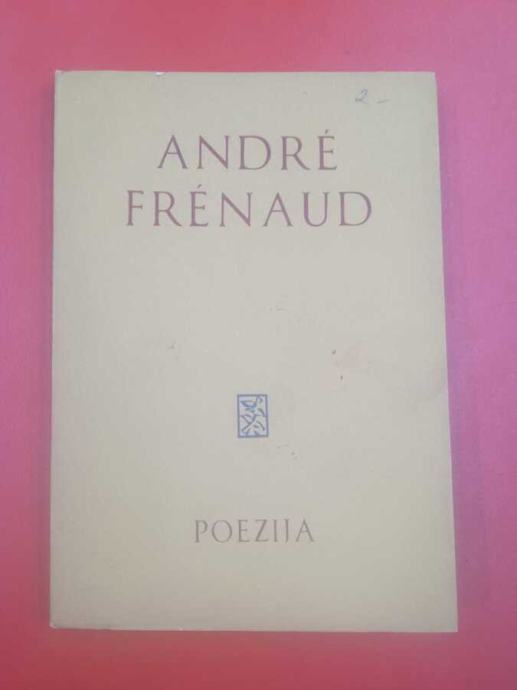 2 –
ANDRÉ
FRÉNAUD
POEZIJA